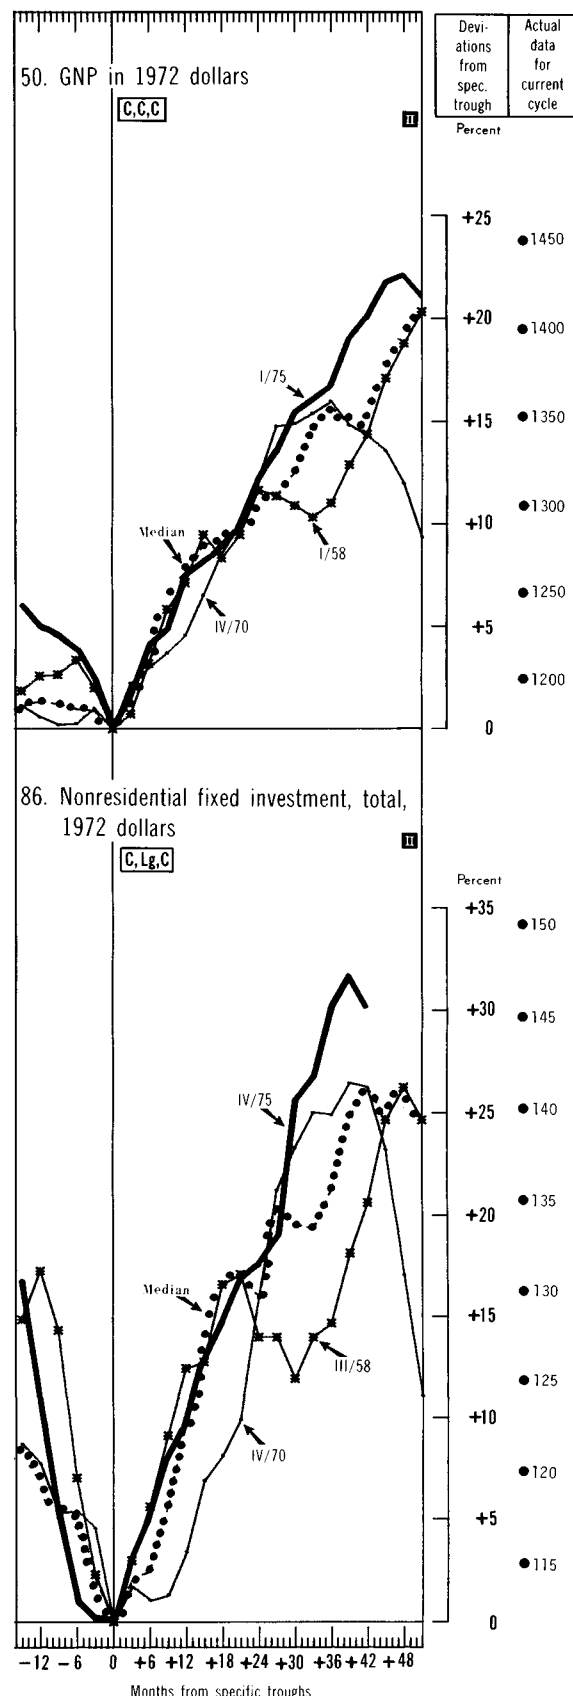 Devi-
ations
from
spec.
trough
Actual
data
for
current
cycle
50. GNP in 1972 dollars
C,C,C
II
Percent
+25
1450
+20
1400
I/75
+15
1350
+10
1300
Median
I/58
1250
IV/70
+5
1200
0
86. Nonresidential fixed investment, total,
1972 dollars
II
C,Lg,C
Percent
+35
150
+30
145
IV/75
+25
140
+20
135
Median
130
+15
III/58
125
+10
IV/70
120
+5
115
0
-12 -6 0 +6 +12 +18 +24 +30 +36 +42 +48
Months from specific troughs